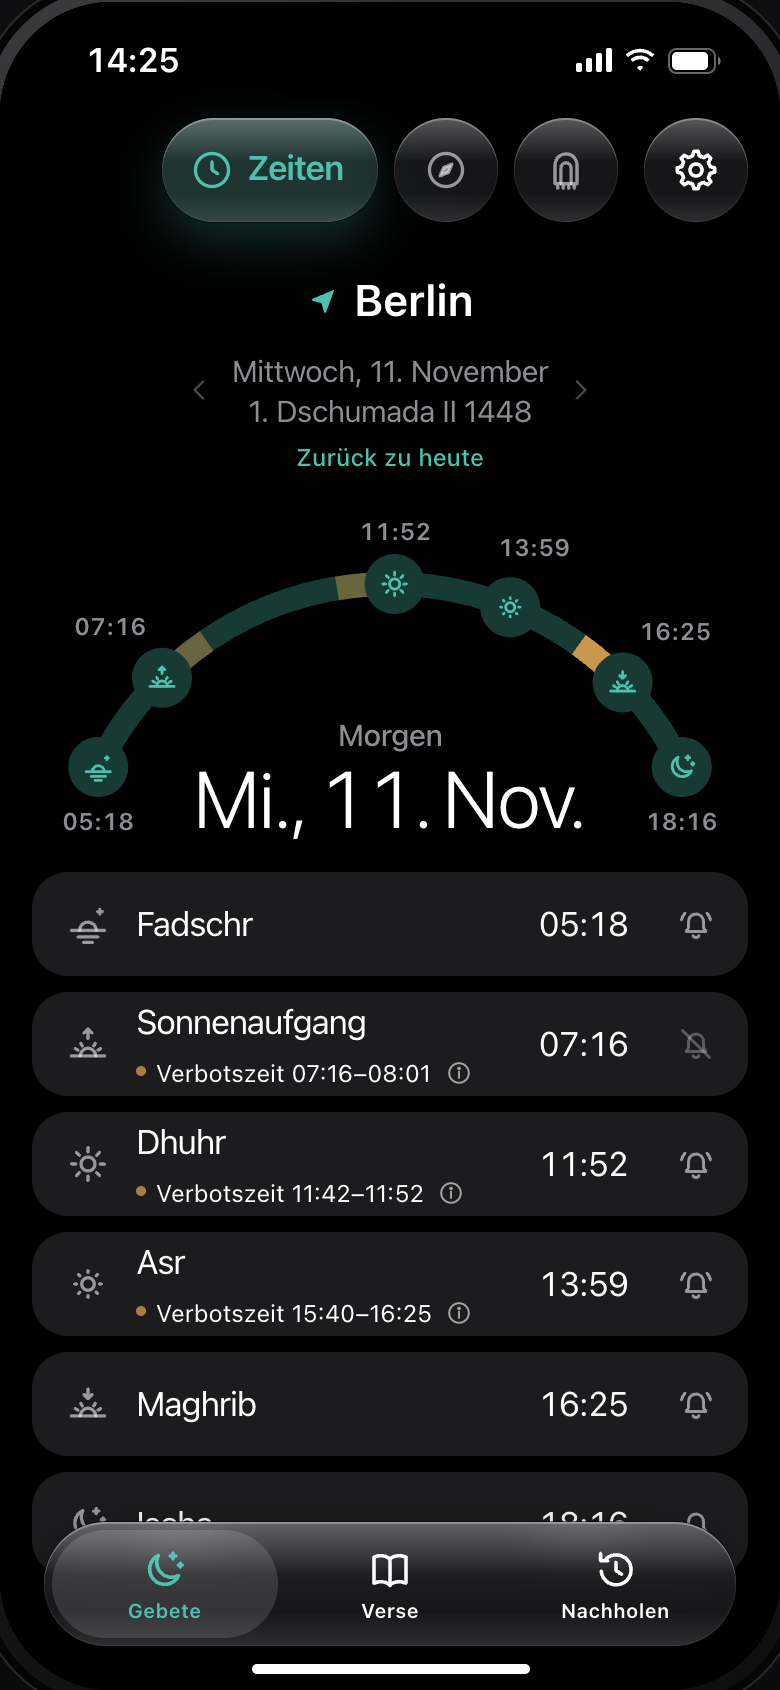 14:25
Zeiten
Berlin
Mittwoch, 11. November
1. Dschumada II 1448
Zurück zu heute
11:52
13:59
07:16
16:25
05:18
18:16
Morgen
Mi., 11. Nov.
Fadschr 05:18
Sonnenaufgang 07:16
Verbotszeit 07:16–08:01
Dhuhr 11:52
Verbotszeit 11:42–11:52
Asr 13:59
Verbotszeit 15:40–16:25
Maghrib 16:25
18:16
Gebete Verse Nachholen